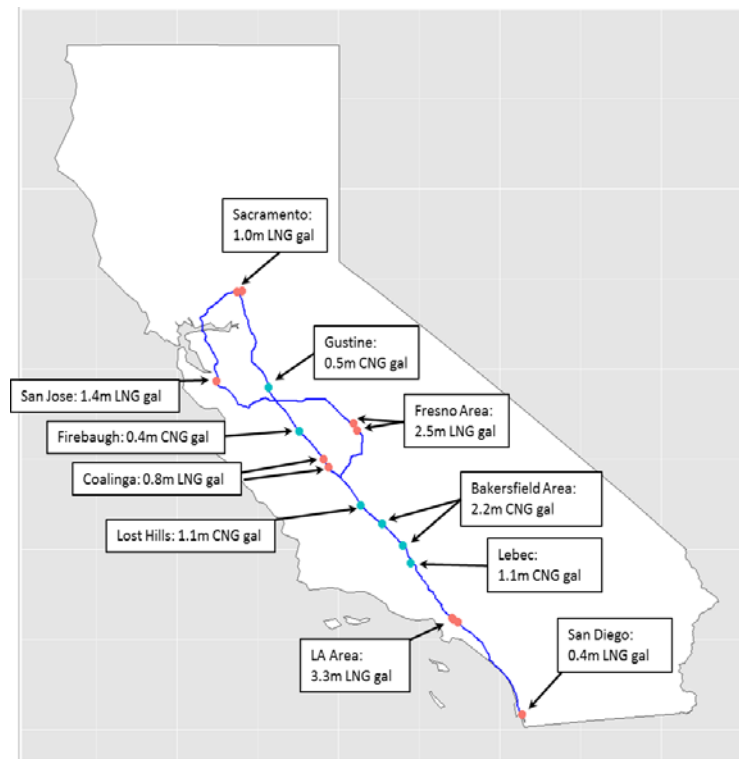 Sacramento:
1.0m LNG gal
Gustine:
0.5m CNG gal
San Jose: 1.4m LNG gal
Fresno Area:
2.5m LNG gal
Firebaugh: 0.4m CNG gal
Coalinga: 0.8m LNG gal
Bakersfield Area:
2.2m CNG gal
Lost Hills: 1.1m CNG gal
Lebec:
1.1m CNG gal
San Diego:
0.4m LNG gal
LA Area:
3.3m LNG gal